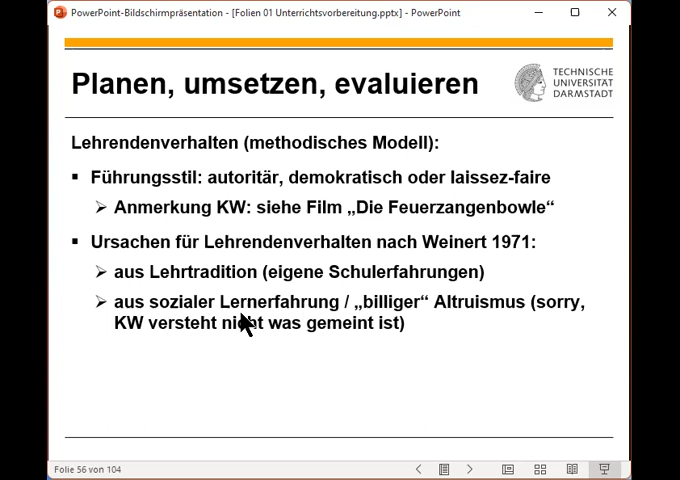 PowerPoint-Bildschirmpräsentation - [Folien 01 Unterrichtsvorbereitung.pptx] - PowerPoint
Planen, umsetzen, evaluieren
TECHNISCHE
UNIVERSITÄT
DARMSTADT
Lehrendenverhalten (methodisches Modell):
▪ Führungsstil: autoritär, demokratisch oder laissez-faire
➢ Anmerkung KW: siehe Film „Die Feuerzangenbowle“
▪ Ursachen für Lehrendenverhalten nach Weinert 1971:
➢ aus Lehrtradition (eigene Schulerfahrungen)
➢ aus sozialer Lernerfahrung / „billiger“ Altruismus (sorry,
KW versteht nicht was gemeint ist)
Folie 56 von 104